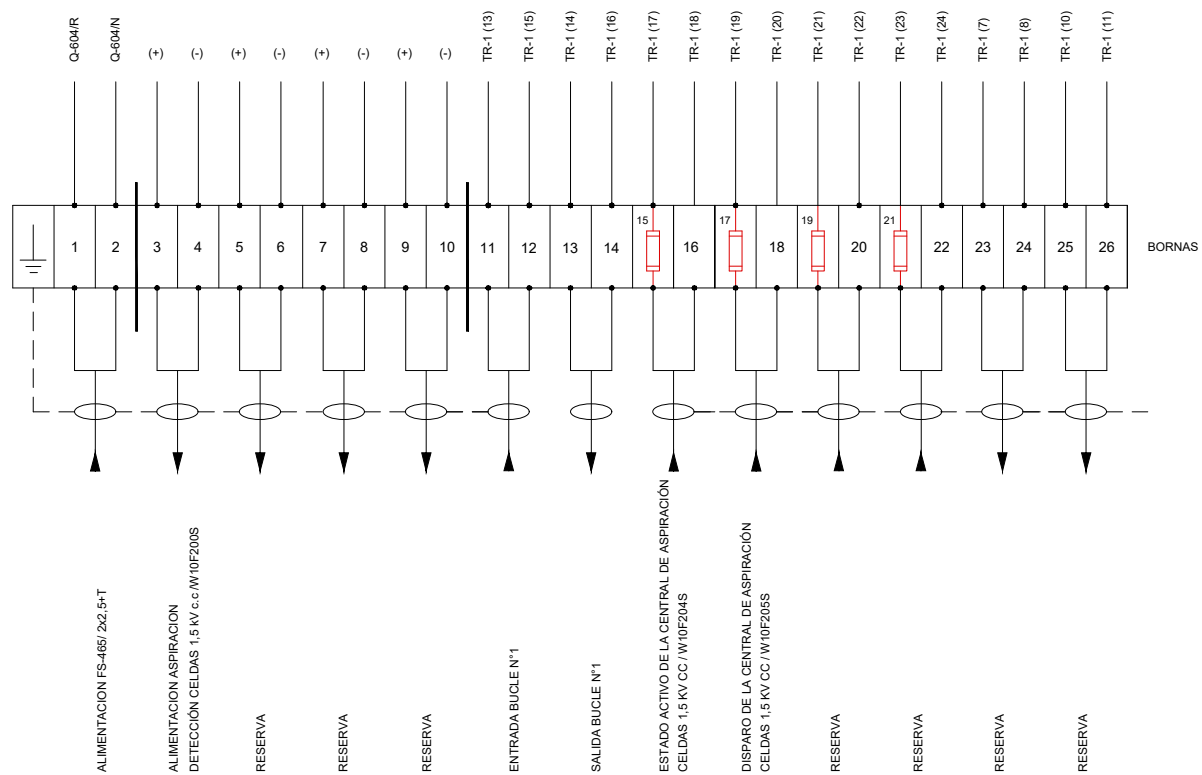 Q-604/R
Q-604/N
(+)
(-)
(+)
(-)
(+)
(-)
(+)
(-)
TR-1 (13)
TR-1 (15)
TR-1 (14)
TR-1 (16)
TR-1 (17)
TR-1 (18)
TR-1 (19)
TR-1 (20)
TR-1 (21)
TR-1 (22)
TR-1 (23)
TR-1 (24)
TR-1 (7)
TR-1 (8)
TR-1 (10)
TR-1 (11)
1
2
3
4
5
6
7
8
9
10
11
12
13
14
15
16
17
18
19
20
21
22
23
24
25
26
BORNAS
ALIMENTACION FS-465/ 2x2,5+T
ALIMENTACION ASPIRACION
DETECCIÓN CELDAS 1,5 kV c.c /W10F200S
RESERVA
RESERVA
RESERVA
ENTRADA BUCLE Nº1
SALIDA BUCLE Nº1
ESTADO ACTIVO DE LA CENTRAL DE ASPIRACIÓN
CELDAS 1,5 KV CC / W10F204S
DISPARO DE LA CENTRAL DE ASPIRACIÓN
CELDAS 1,5 KV CC / W10F205S
RESERVA
RESERVA
RESERVA
RESERVA